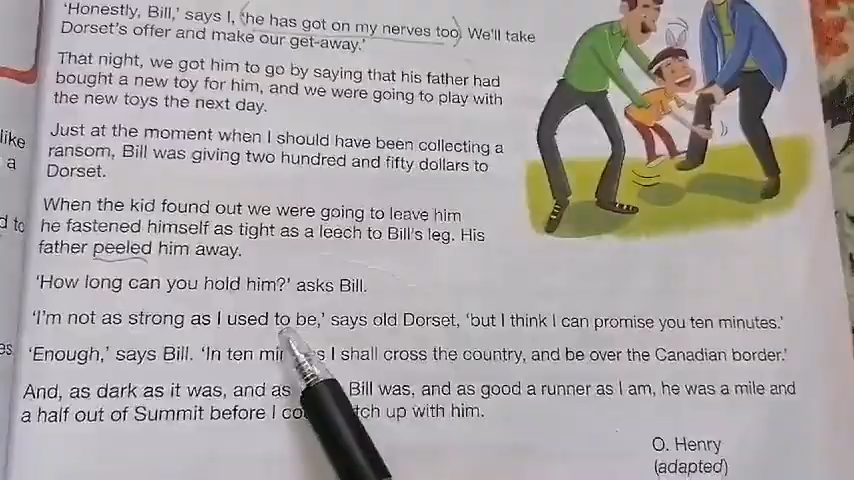 'Honestly, Bill,' says I, 'he has got on my nerves too. We'll take
Dorset's offer and make our get-away.'
That night, we got him to go by saying that his father had
bought a new toy for him, and we were going to play with
the new toys the next day.
Just at the moment when I should have been collecting a
ransom, Bill was giving two hundred and fifty dollars to
Dorset.
When the kid found out we were going to leave him
he fastened himself as tight as a leech to Bill's leg. His
father peeled him away.
'How long can you hold him?' asks Bill.
'I'm not as strong as I used to be,' says old Dorset, 'but I think I can promise you ten minutes.'
'Enough,' says Bill. 'In ten I shall cross the country, and be over the Canadian border.'
And, as dark as it was, and as Bill was, and as good a runner as I am, he was a mile and
a half out of Summit before I up with him.
O. Henry
(adapted)
like
a
d to
es